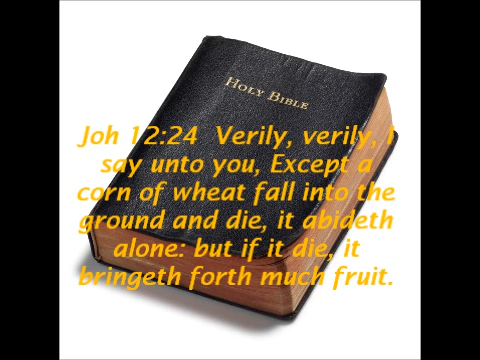 HOLY BIBLE
Joh 12:24  Verily, verily, I
say unto you, Except a
corn of wheat fall into the
ground and die, it abideth
alone: but if it die, it
bringeth forth much fruit.